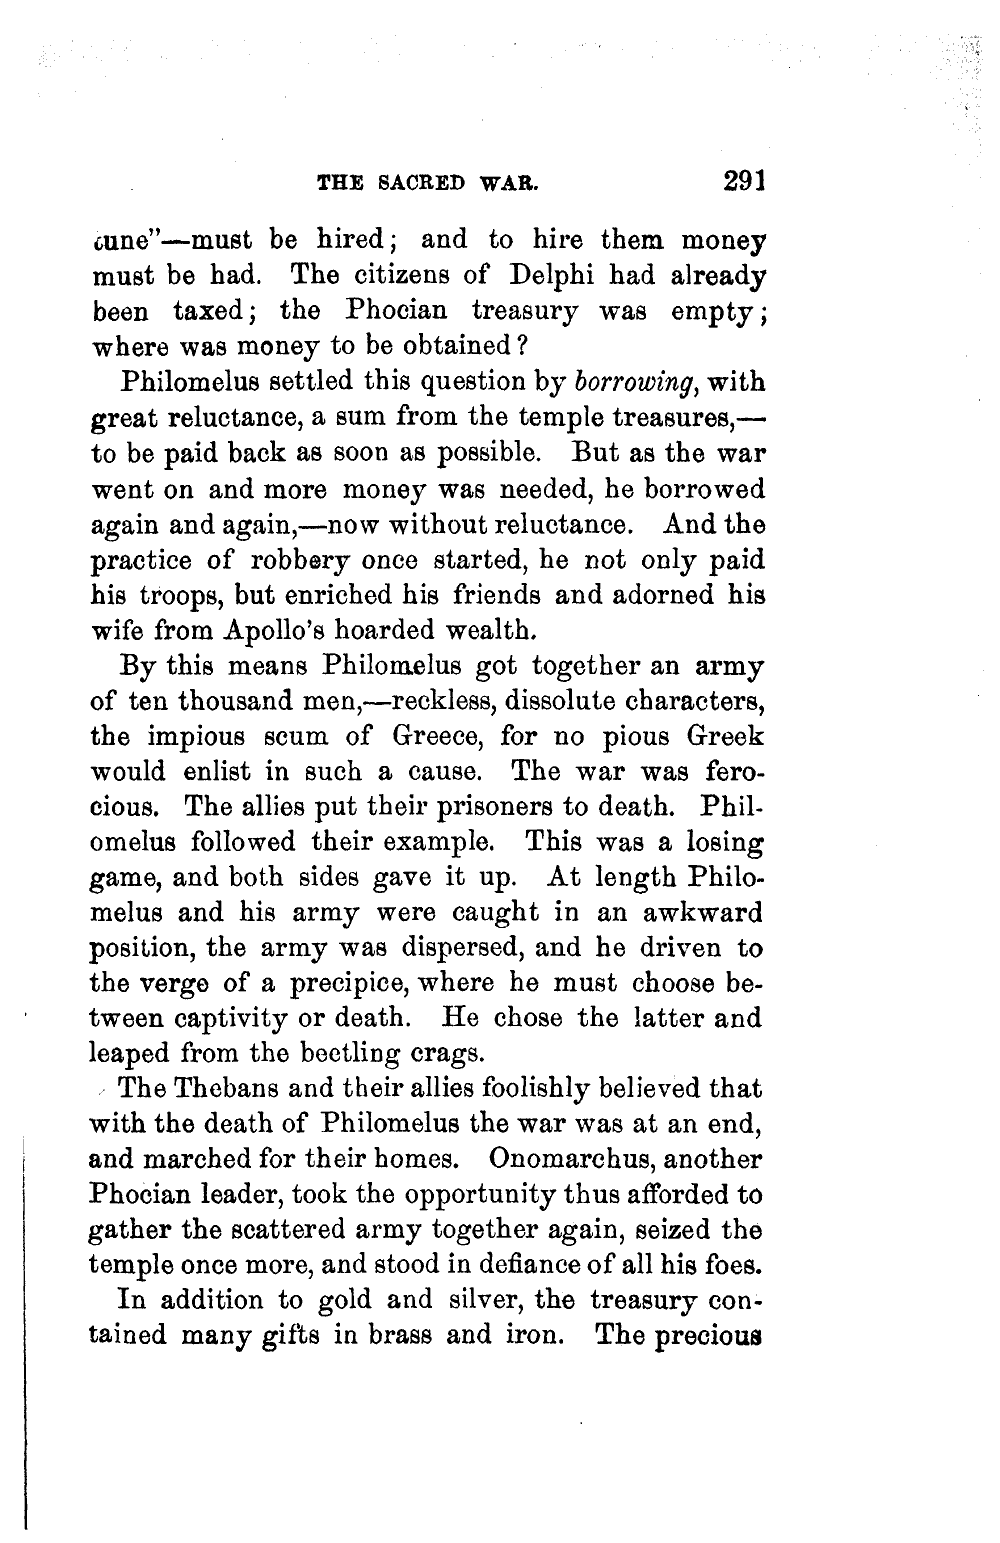 THE SACRED WAR. 291
tune”—must be hired; and to hire them money
must be had. The citizens of Delphi had already
been taxed; the Phocian treasury was empty;
where was money to be obtained?
Philomelus settled this question by borrowing, with
great reluctance, a sum from the temple treasures,—
to be paid back as soon as possible. But as the war
went on and more money was needed, he borrowed
again and again,—now without reluctance. And the
practice of robbery once started, he not only paid
his troops, but enriched his friends and adorned his
wife from Apollo’s hoarded wealth.
By this means Philomelus got together an army
of ten thousand men,—reckless, dissolute characters,
the impious scum of Greece, for no pious Greek
would enlist in such a cause. The war was fero-
cious. The allies put their prisoners to death. Phil-
omelus followed their example. This was a losing
game, and both sides gave it up. At length Philo-
melus and his army were caught in an awkward
position, the army was dispersed, and he driven to
the verge of a precipice, where he must choose be-
tween captivity or death. He chose the latter and
leaped from the beetling crags.
The Thebans and their allies foolishly believed that
with the death of Philomelus the war was at an end,
and marched for their homes. Onomarchus, another
Phocian leader, took the opportunity thus afforded to
gather the scattered army together again, seized the
temple once more, and stood in defiance of all his foes.
In addition to gold and silver, the treasury con-
tained many gifts in brass and iron. The precious